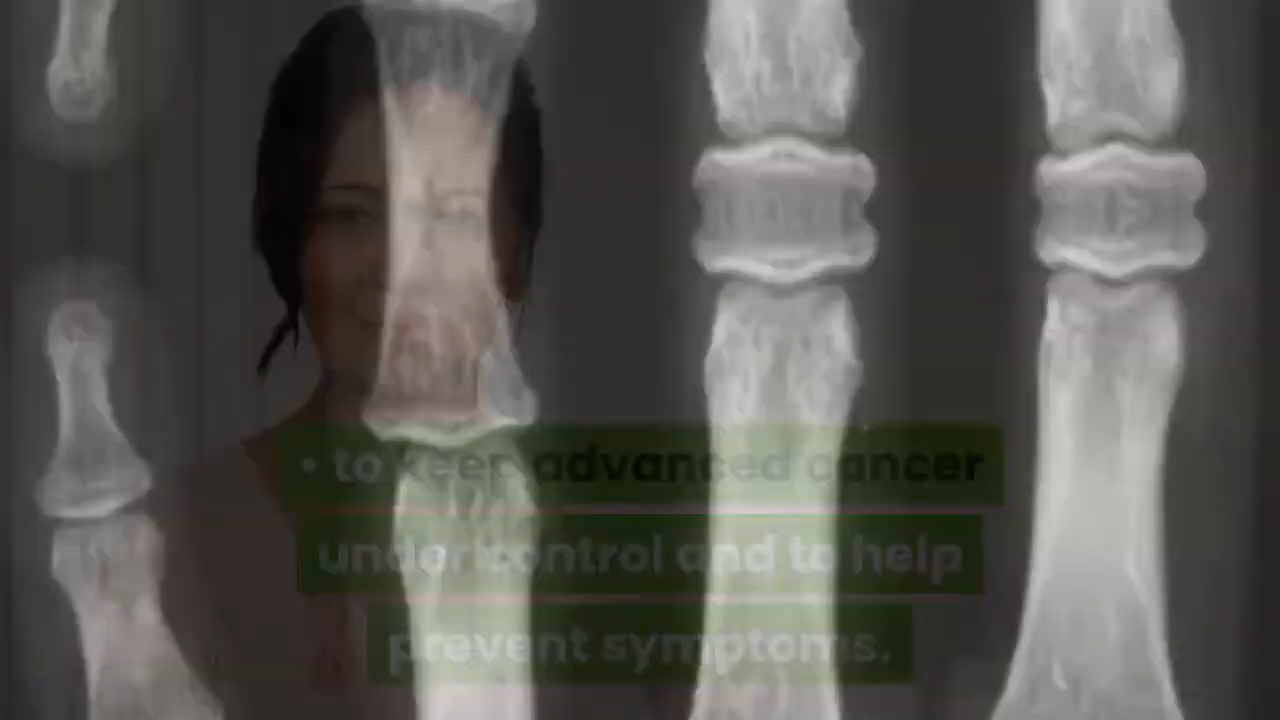 • to keep advanced cancer
under control and to help
prevent symptoms.